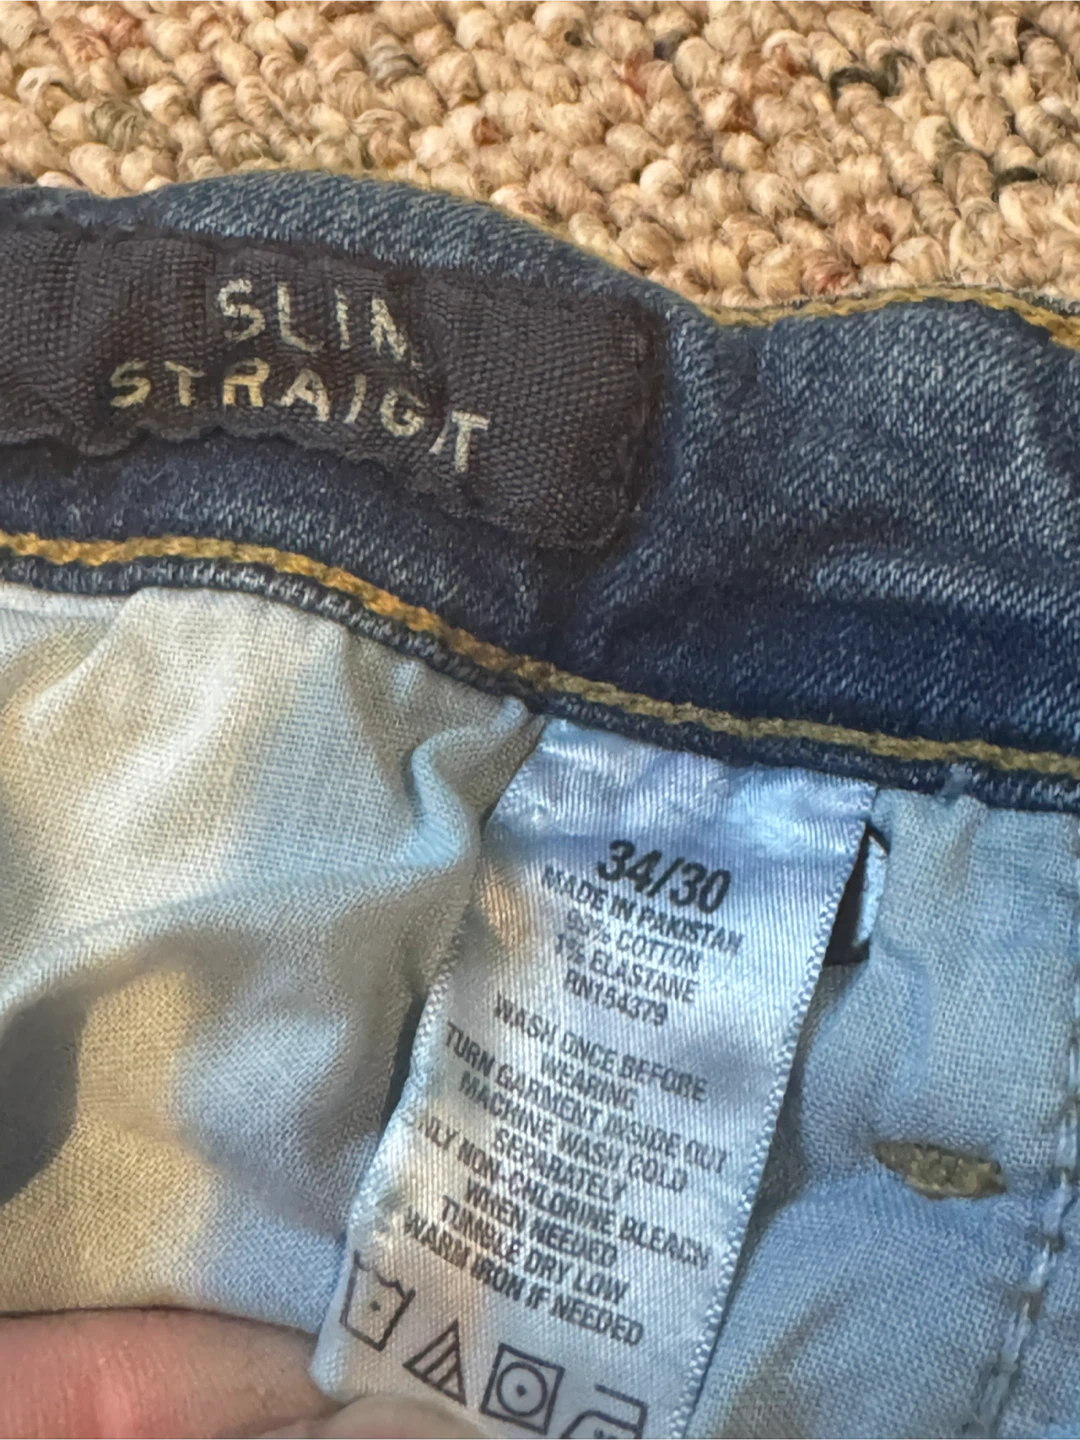 SLIM
STRAIGHT
34/30
MADE IN PAKISTAN
99% COTTON
1% ELASTANE
RN154379
WASH ONCE BEFORE
WEARING
TURN GARMENT INSIDE OUT
MACHINE WASH COLD
SEPARATELY
ONLY NON-CHLORINE BLEACH
WHEN NEEDED
TUMBLE DRY LOW
WARM IRON IF NEEDED